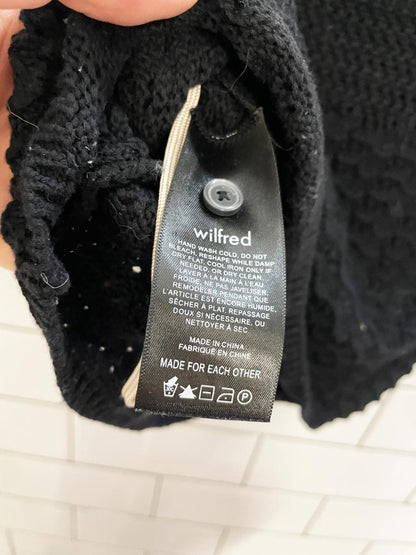 wilfred
HAND WASH COLD. DO NOT
BLEACH. RESHAPE WHILE DAMP.
DRY FLAT. COOL IRON ONLY IF
NEEDED. OR DRY CLEAN.
LAVER À LA MAIN À L'EAU
FROIDE, NE PAS JAVELISER
REMODELER PENDANT QUE
L'ARTICLE EST ENCORE HUMIDE.
SÉCHER À PLAT. REPASSAGE
DOUX SI NÉCESSAIRE, OU
NETTOYER À SEC
MADE IN CHINA
FABRIQUÉ EN CHINE
MADE FOR EACH OTHER
P